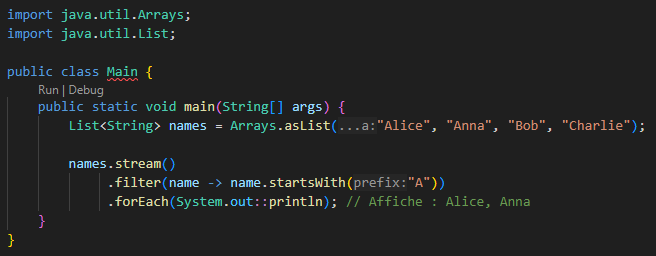 import java.util.Arrays;
import java.util.List;
public class Main {
Run | Debug
public static void main(String[] args) {
List<String> names = Arrays.asList(...a:"Alice", "Anna", "Bob", "Charlie");
names.stream()
.filter(name -> name.startsWith(prefix:"A"))
.forEach(System.out::println); // Affiche : Alice, Anna
}
}